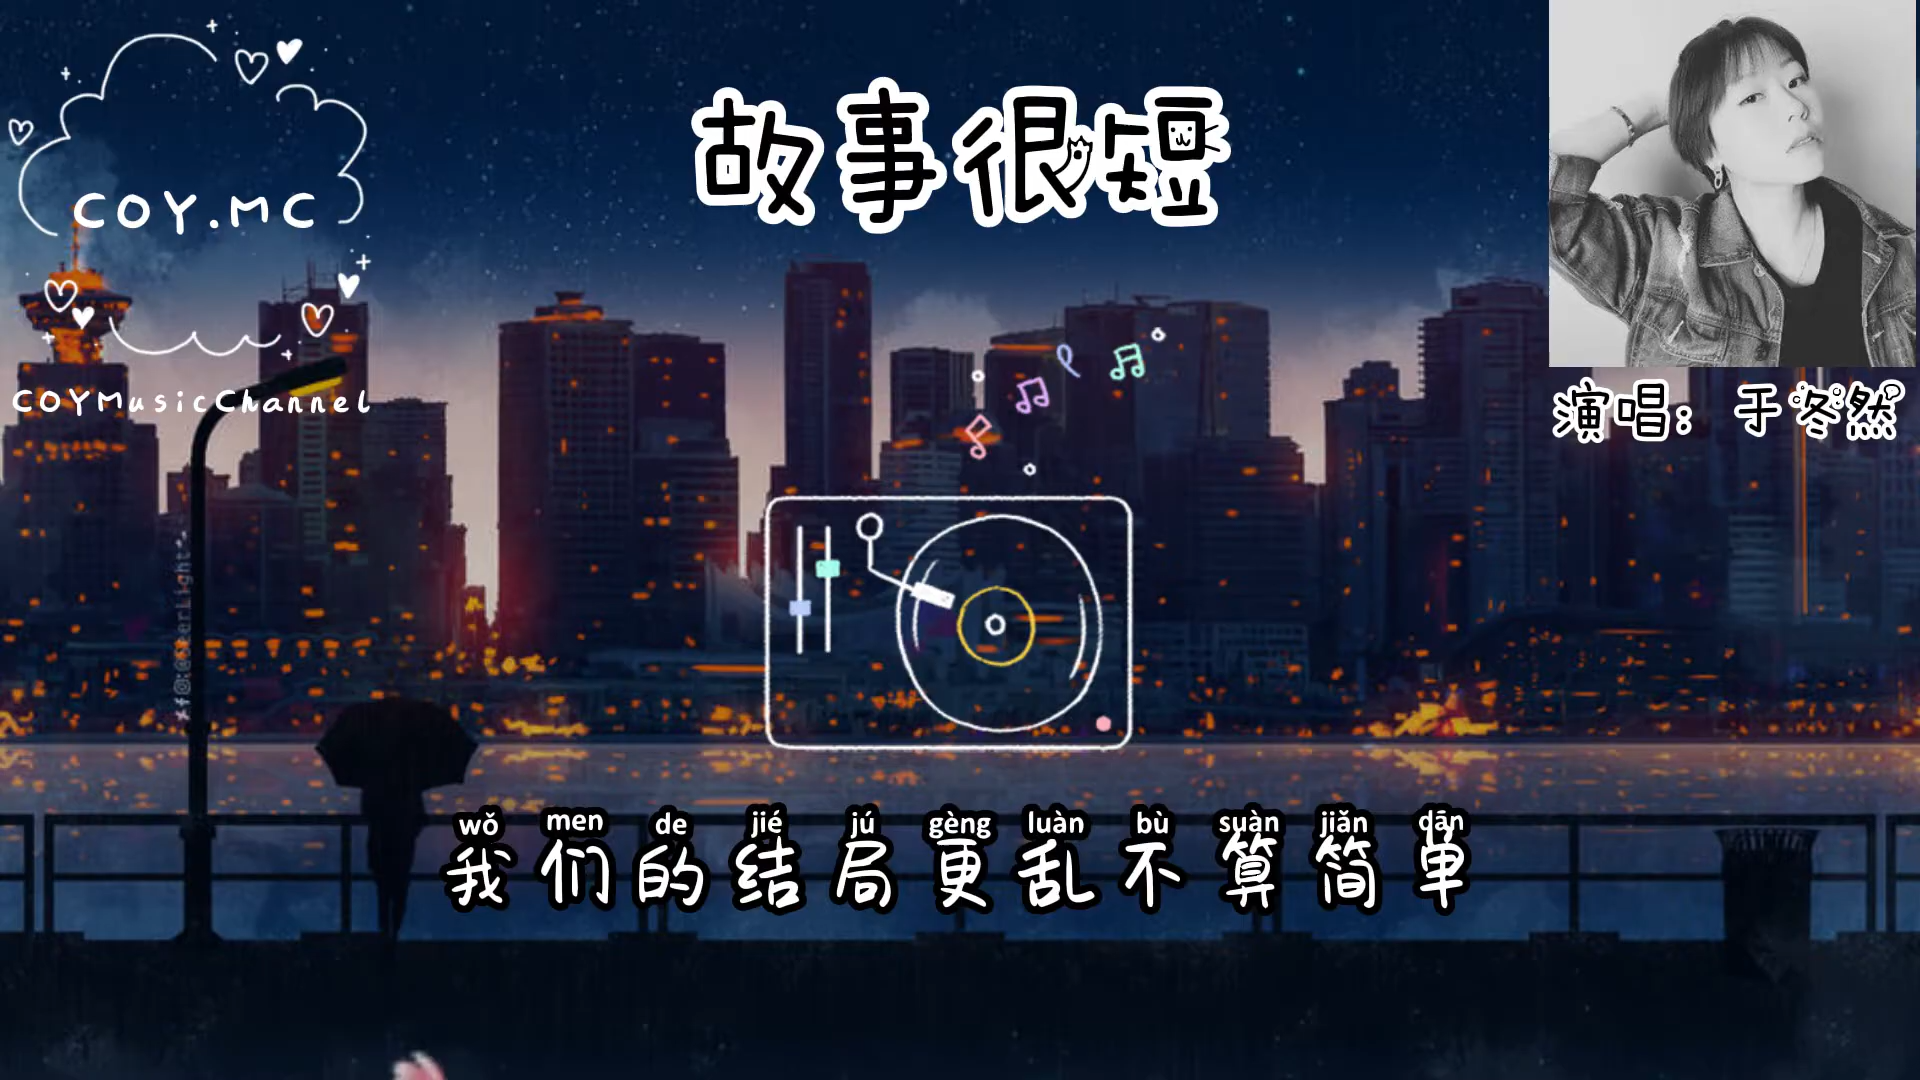 COY.MC
COYMusicChannel
故事很短
演唱：于冬然
wǒ men de jié jú gèng luàn bù suàn jiǎn dān
我们的结局更乱不算简单